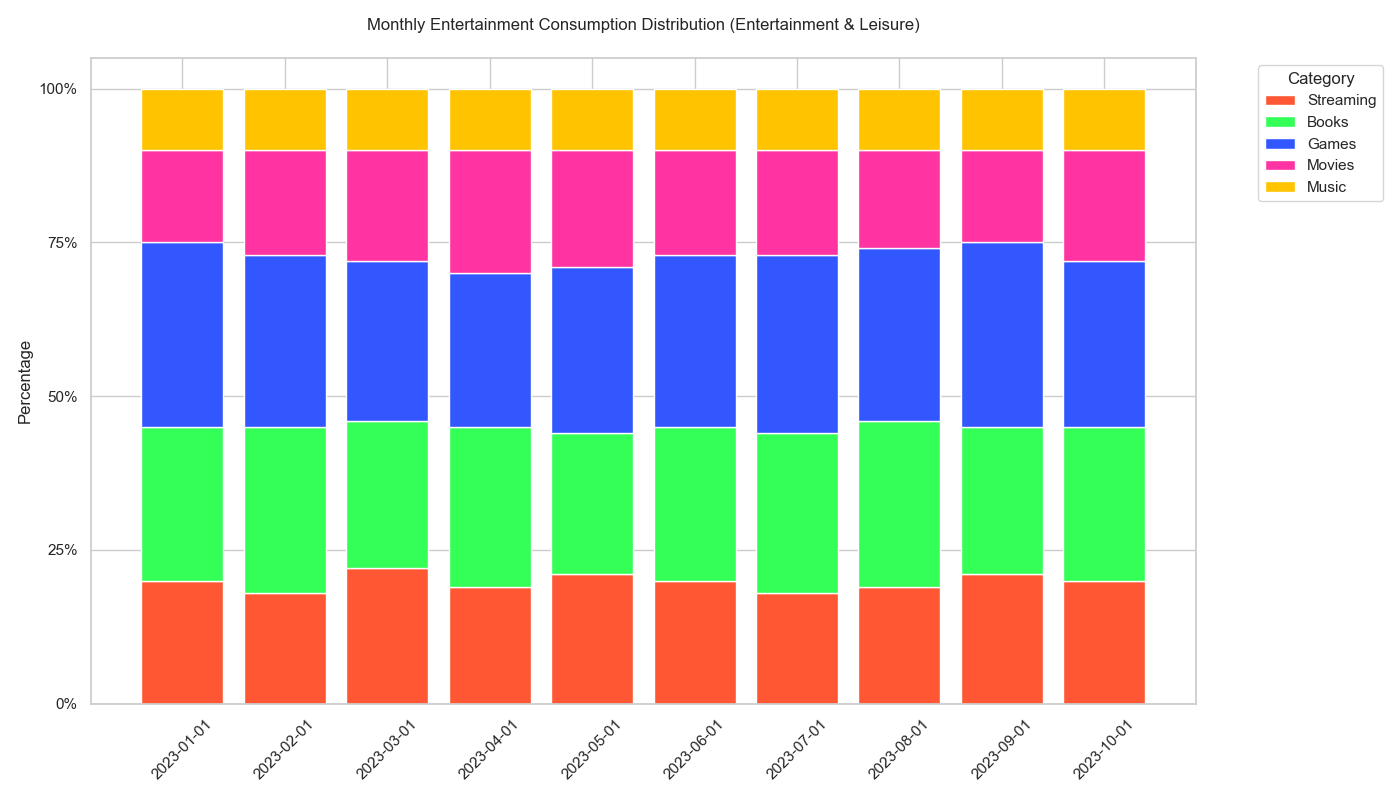 Monthly Entertainment Consumption Distribution (Entertainment & Leisure)
Category
Streaming
Books
Games
Movies
Music
Percentage
100%
75%
50%
25%
0%
2023-01-01
2023-02-01
2023-03-01
2023-04-01
2023-05-01
2023-06-01
2023-07-01
2023-08-01
2023-09-01
2023-10-01